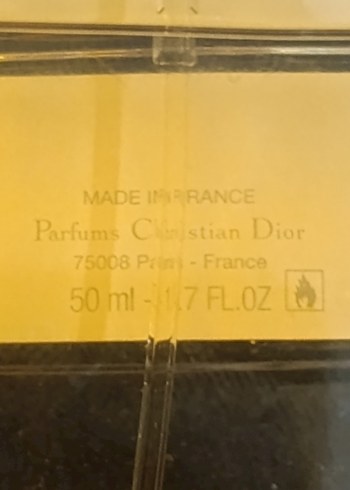 MADE IN FRANCE
Parfums Christian Dior
75008 Paris - France
50 ml - 1.7 FL.OZ